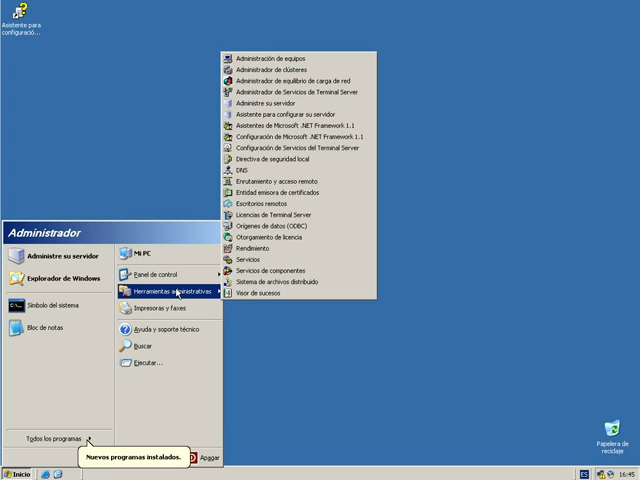 Asistente para
configuració...
Administración de equipos
Administrador de clústeres
Administrador de equilibrio de carga de red
Administrador de Servicios de Terminal Server
Administre su servidor
Asistente para configurar su servidor
Asistentes de Microsoft .NET Framework 1.1
Configuración de Microsoft .NET Framework 1.1
Configuración de Servicios del Terminal Server
Directiva de seguridad local
DNS
Enrutamiento y acceso remoto
Entidad emisora de certificados
Escritorios remotos
Licencias de Terminal Server
Orígenes de datos (ODBC)
Otorgamiento de licencia
Rendimiento
Servicios
Servicios de componentes
Sistema de archivos distribuido
Visor de sucesos
Administrador
Administre su servidor
Explorador de Windows
Símbolo del sistema
Bloc de notas
Todos los programas
Mi PC
Panel de control
Herramientas administrativas
Impresoras y faxes
Ayuda y soporte técnico
Buscar
Ejecutar...
Nuevos programas instalados.
Apagar
Papelera de
reciclaje
Inicio
ES
16:45